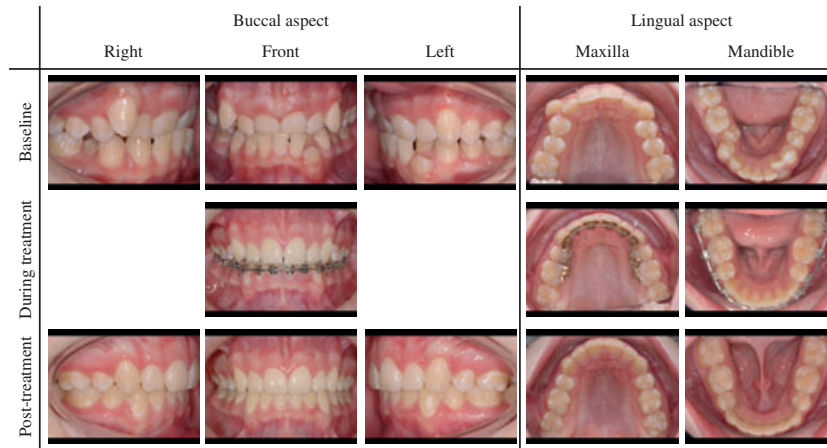 Buccal aspect
Lingual aspect
Right
Front
Left
Maxilla
Mandible
Baseline
During treatment
Post-treatment